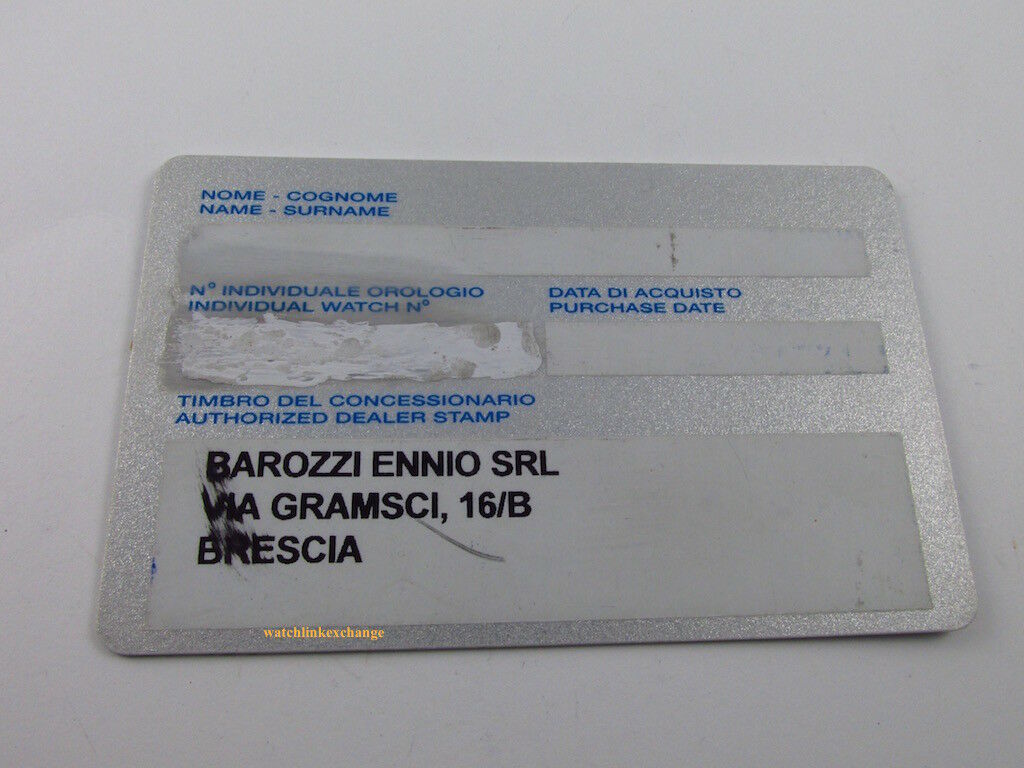 NOME - COGNOME
NAME - SURNAME
N° INDIVIDUALE OROLOGIO
INDIVIDUAL WATCH N°
DATA DI ACQUISTO
PURCHASE DATE
TIMBRO DEL CONCESSIONARIO
AUTHORIZED DEALER STAMP
BAROZZI ENNIO SRL
VIA GRAMSCI, 16/B
BRESCIA
watchlinkexchange